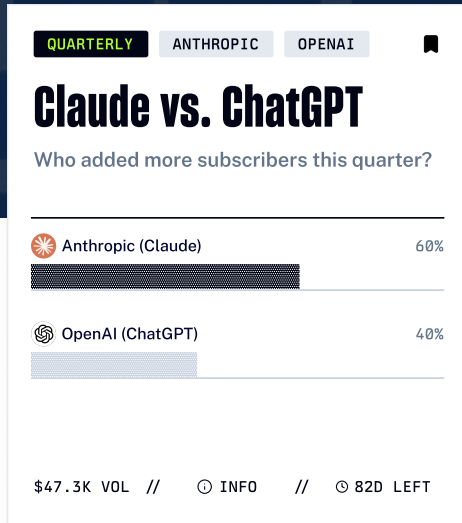 QUARTERLY ANTHROPIC OPENAI
Claude vs. ChatGPT
Who added more subscribers this quarter?
Anthropic (Claude) 60%
OpenAI (ChatGPT) 40%
$47.3K VOL // INFO // 82D LEFT